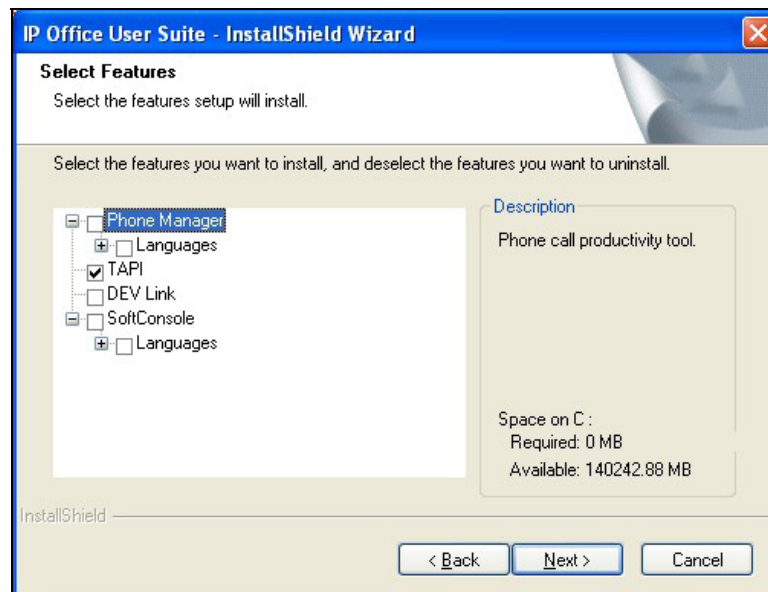 IP Office User Suite - InstallShield Wizard
Select Features
Select the features setup will install.
Select the features you want to install, and deselect the features you want to uninstall.
Phone Manager
Languages
TAPI
DEV Link
SoftConsole
Languages
Description
Phone call productivity tool.
Space on C :
Required: 0 MB
Available: 140242.88 MB
InstallShield
< Back
Next >
Cancel